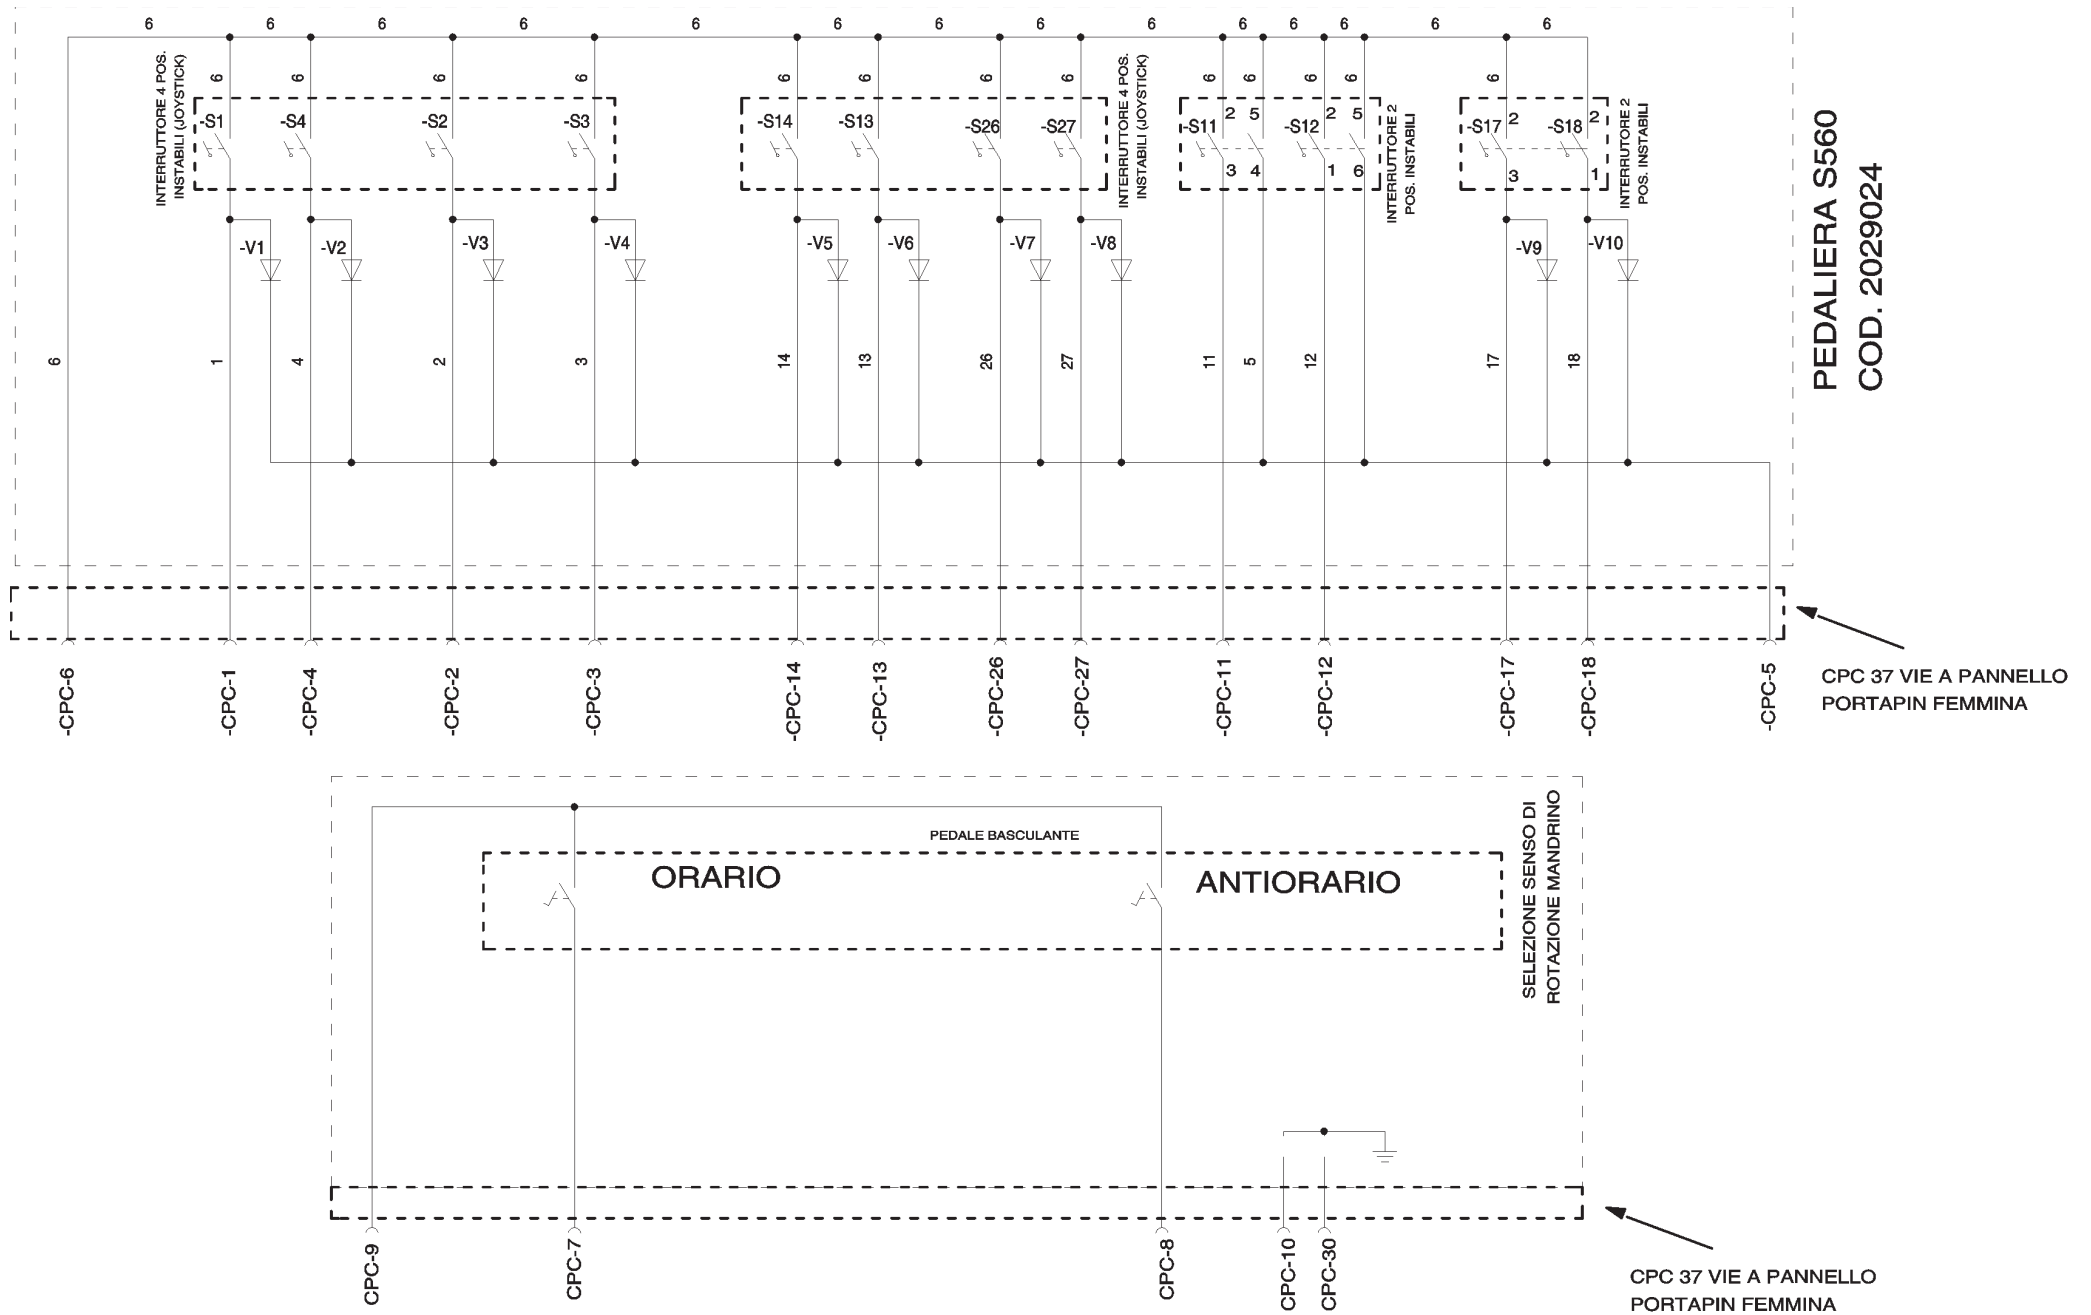 6 6 6 6 6 6 6 6 6 6 6 6 6 6
INTERRUTTORE 4 POS.
INSTABILI (JOYSTICK)
6 6 6 6 6 6 6 6 6 6 6 6 6
INTERRUTTORE 4 POS.
INSTABILI (JOYSTICK)
-S1 -S4 -S2 -S3 -S14 -S13 -S26 -S27
-S11 2 5 -S12 2 5
3 4 1 6
INTERRUTTORE 2
POS. INSTABILI
-S17 2 -S18 2
3 1
INTERRUTORE 2
POS. INSTABILI
-V1 -V2 -V3 -V4 -V5 -V6 -V7 -V8 -V9 -V10
6 1 4 2 3 14 13 26 27 11 5 12 17 18
PEDALIERA S560
COD. 2029024
-CPC-6 -CPC-1 -CPC-4 -CPC-2 -CPC-3 -CPC-14 -CPC-13 -CPC-26 -CPC-27 -CPC-11 -CPC-12 -CPC-17 -CPC-18 -CPC-5
CPC 37 VIE A PANNELLO
PORTAPIN FEMMINA
PEDALE BASCULANTE
ORARIO
ANTIORARIO
SELEZIONE SENSO DI
ROTAZIONE MANDRINO
CPC-9 CPC-7 CPC-8 CPC-10 CPC-30
CPC 37 VIE A PANNELLO
PORTAPIN FEMMINA